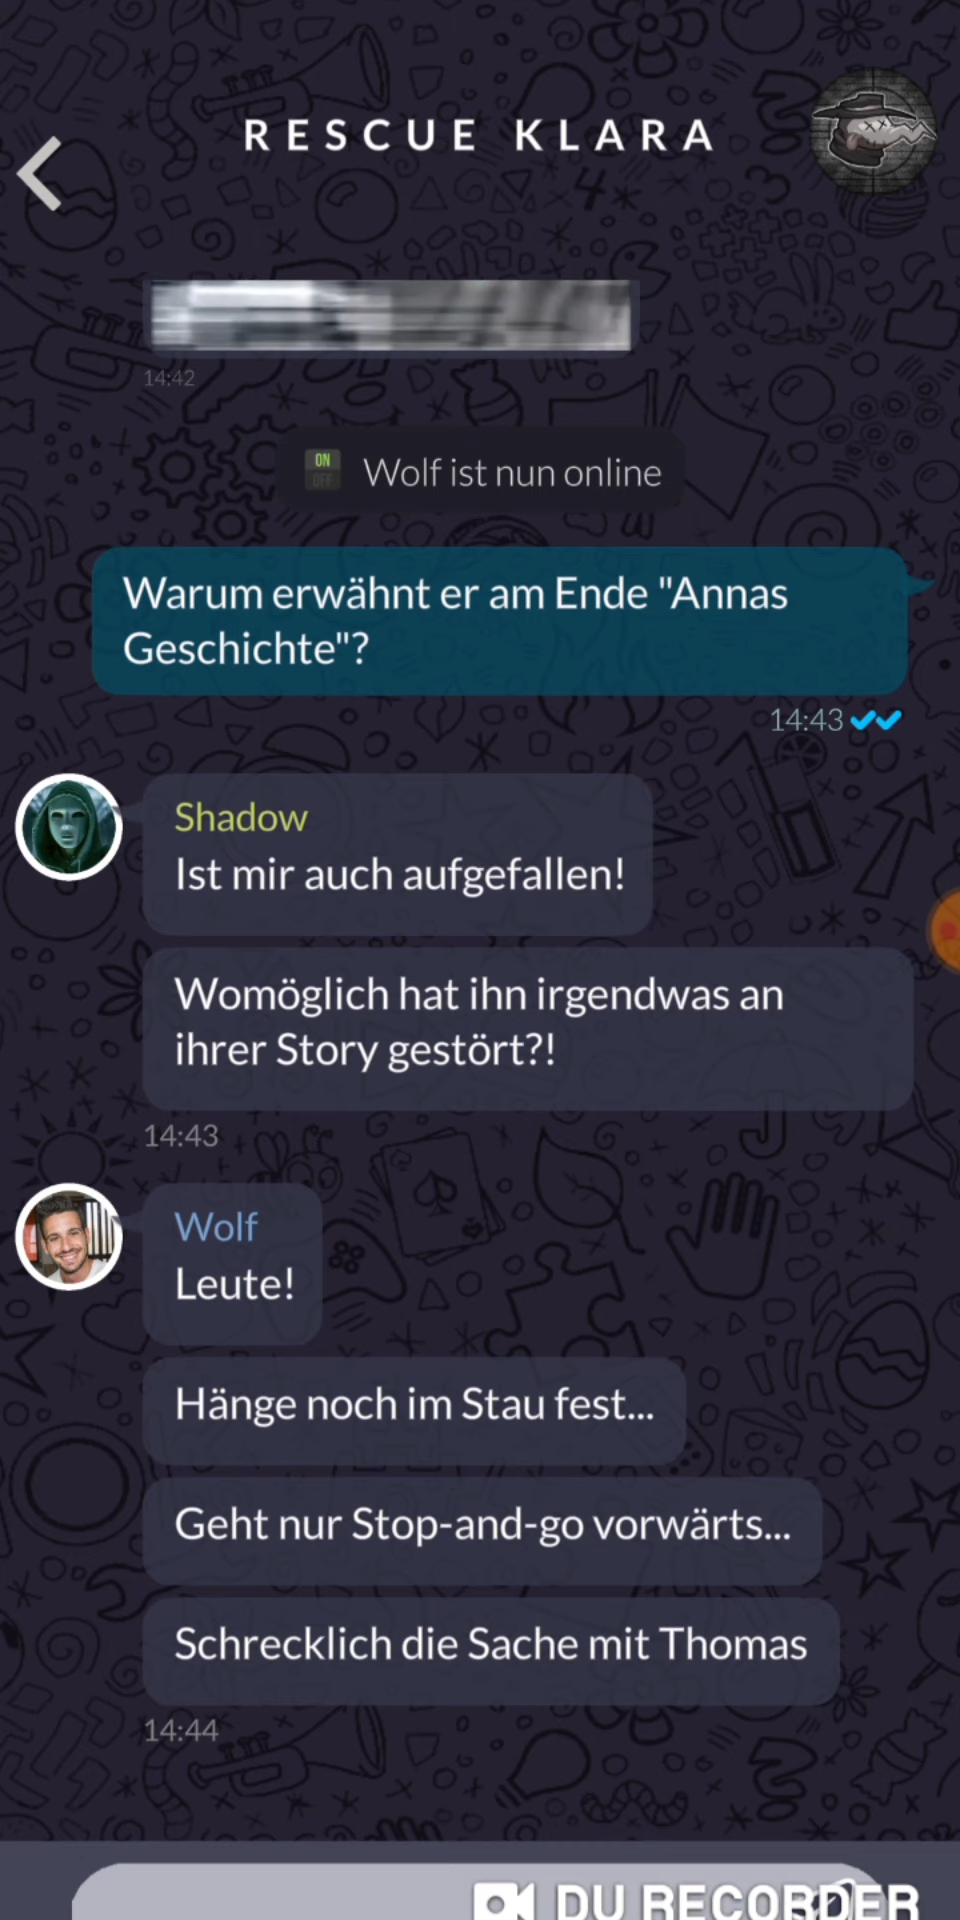 RESCUE KLARA
14:42
ON
OFF
Wolf ist nun online
Warum erwähnt er am Ende "Annas
Geschichte"?
14:43
Shadow
Ist mir auch aufgefallen!
Womöglich hat ihn irgendwas an
ihrer Story gestört?!
14:43
Wolf
Leute!
Hänge noch im Stau fest...
Geht nur Stop-and-go vorwärts...
Schrecklich die Sache mit Thomas
14:44
DU RECORDER